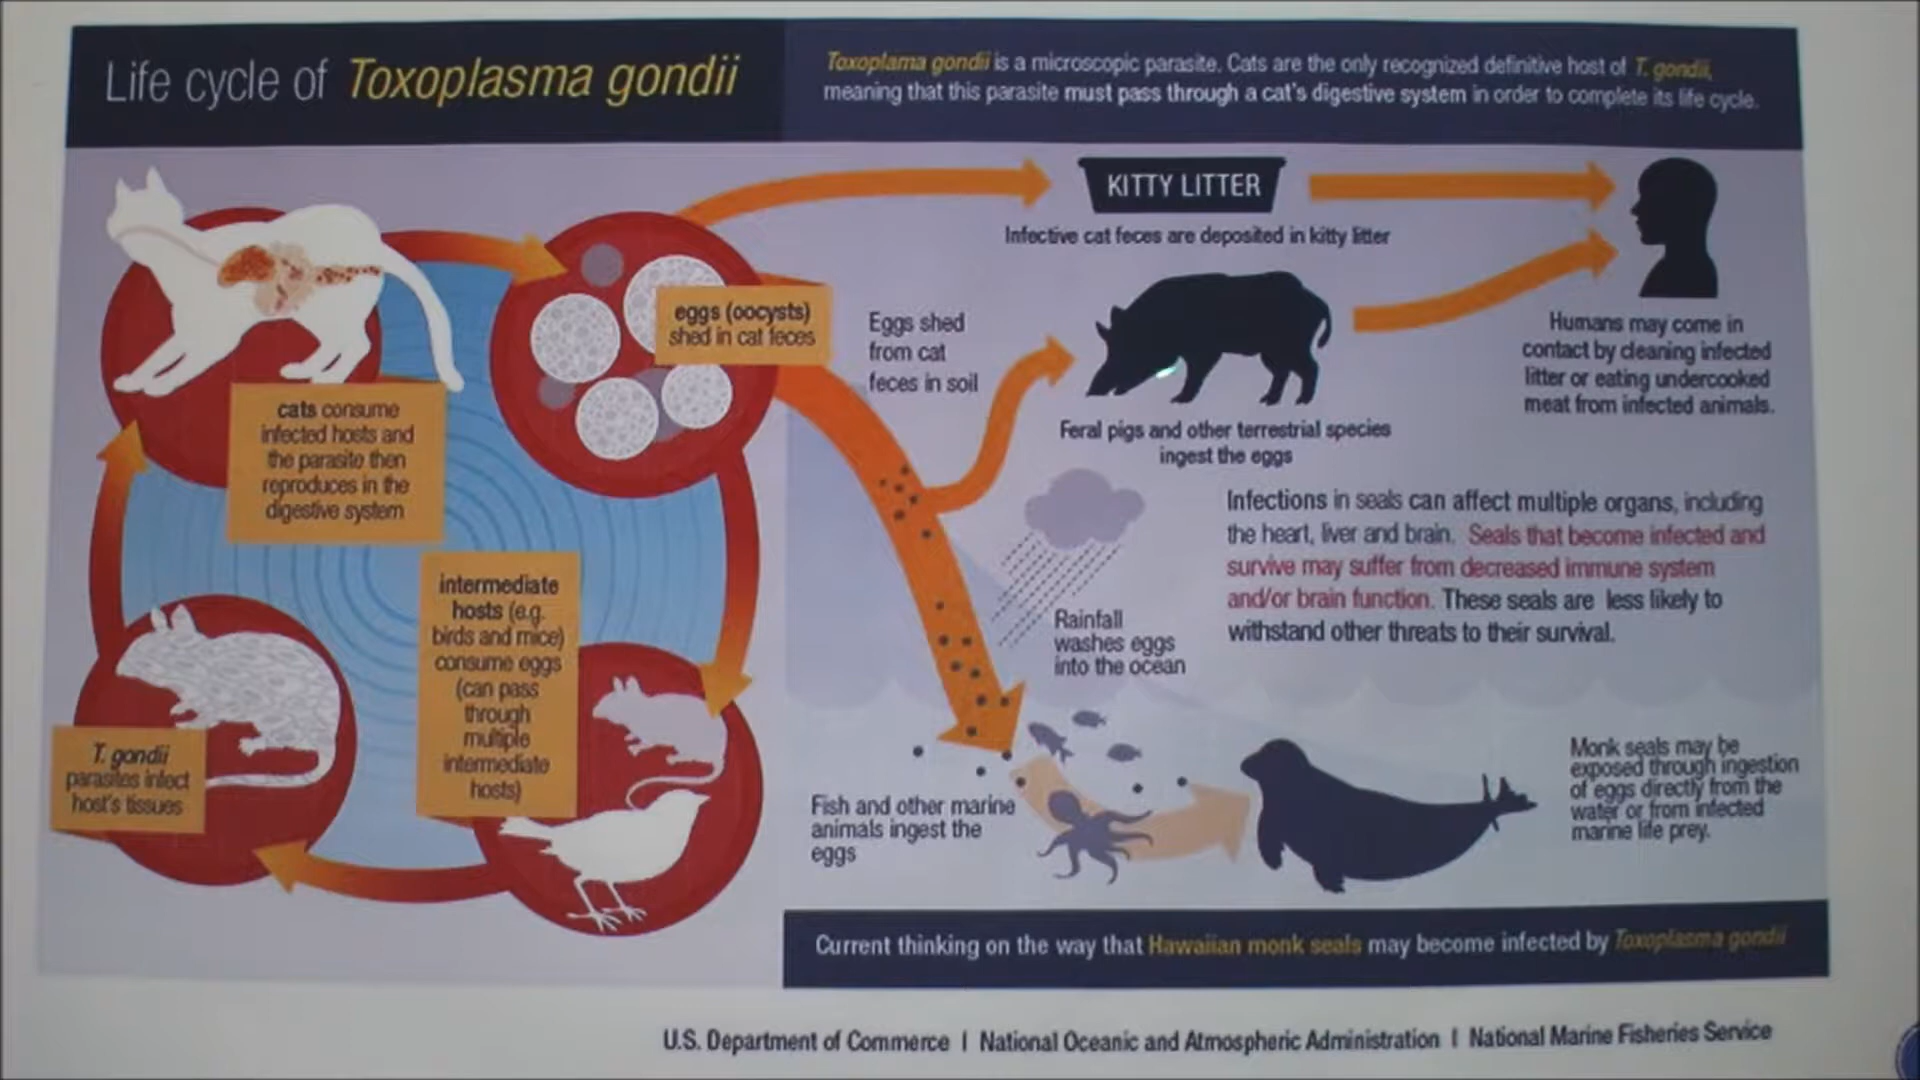 Life cycle of Toxoplasma gondii
Toxoplama gondii is a microscopic parasite. Cats are the only recognized definitive host of T. gondii,
meaning that this parasite must pass through a cat's digestive system in order to complete its life cycle.
KITTY LITTER
Infective cat feces are deposited in kitty litter
eggs (oocysts)
shed in cat feces
Eggs shed
from cat
feces in soil
Humans may come in
contact by cleaning infected
litter or eating undercooked
meat from infected animals.
cats consume
infected hosts and
the parasite then
reproduces in the
digestive system
Feral pigs and other terrestrial species
ingest the eggs
Infections in seals can affect multiple organs, including
the heart, liver and brain. Seals that become infected and
survive may suffer from decreased immune system
and/or brain function. These seals are less likely to
withstand other threats to their survival.
intermediate
hosts (e.g.
birds and mice)
consume eggs
(can pass
through
multiple
intermediate
hosts)
Rainfall
washes eggs
into the ocean
T. gondii
parasites infect
host's tissues
Fish and other marine
animals ingest the
eggs
Monk seals may be
exposed through ingestion
of eggs directly from the
water or from infected
marine life prey.
Current thinking on the way that Hawaiian monk seals may become infected by Toxoplasma gondii
U.S. Department of Commerce | National Oceanic and Atmospheric Administration | National Marine Fisheries Service